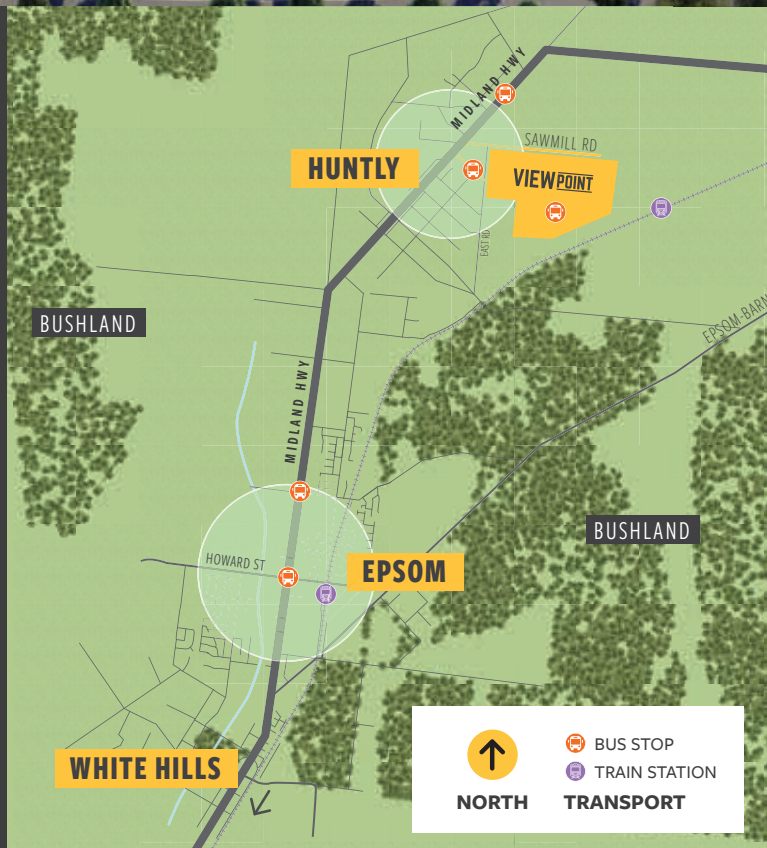 MIDLAND HWY
SAWMILL RD
HUNTLY
VIEWPOINT
EAST RD
BUSHLAND
EPSOM-BARN
MIDLAND HWY
BUSHLAND
HOWARD ST
EPSOM
WHITE HILLS
BUS STOP
TRAIN STATION
NORTH
TRANSPORT